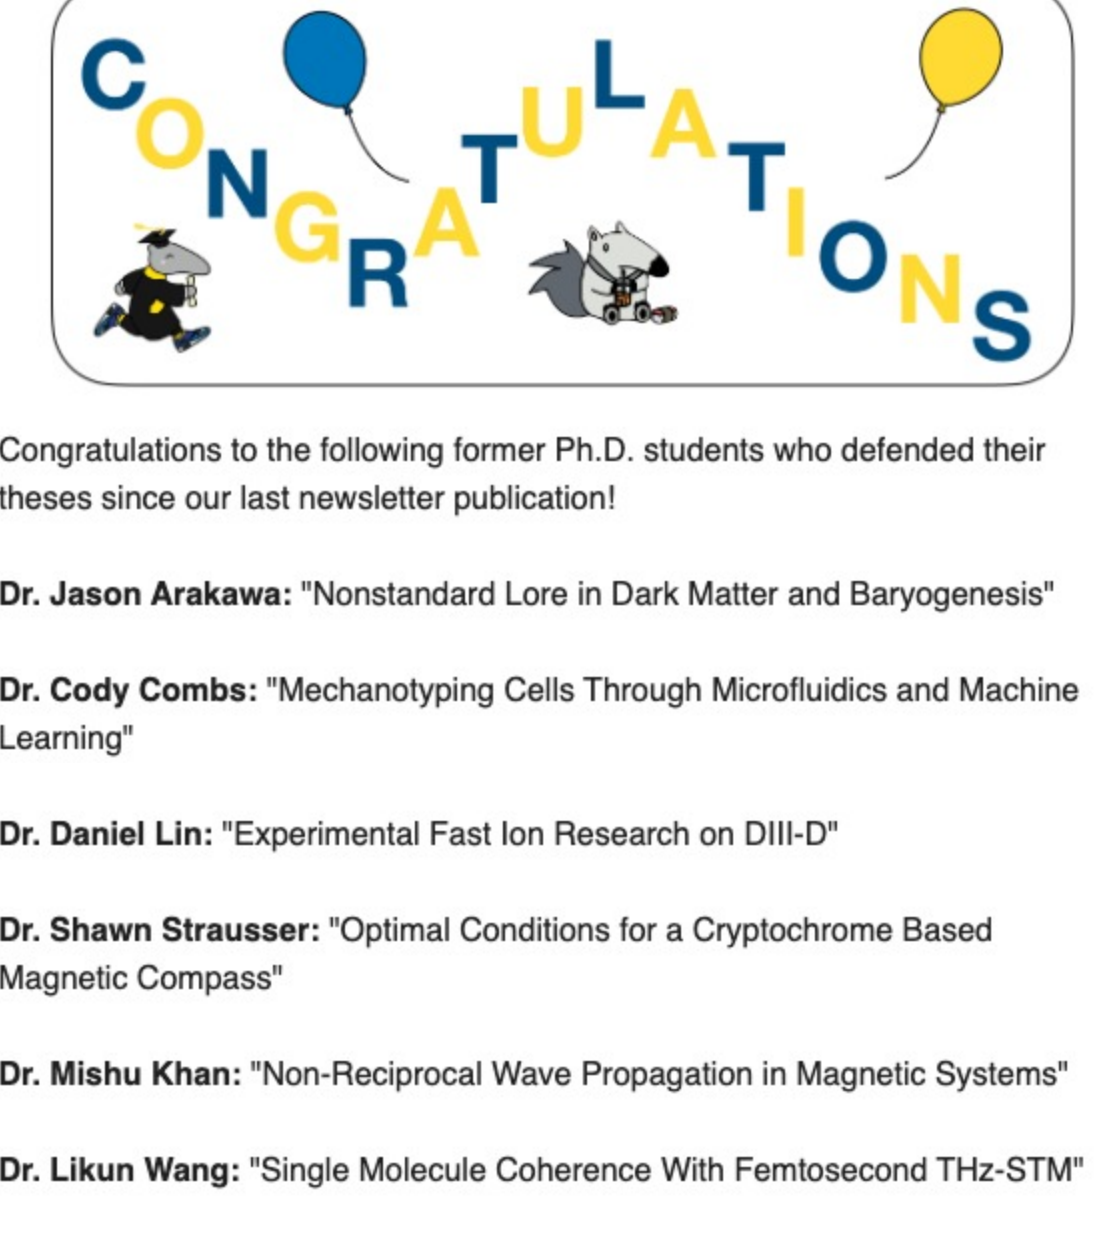 CONGRATULATIONS
Congratulations to the following former Ph.D. students who defended their
theses since our last newsletter publication!
Dr. Jason Arakawa: "Nonstandard Lore in Dark Matter and Baryogenesis"
Dr. Cody Combs: "Mechanotyping Cells Through Microfluidics and Machine
Learning"
Dr. Daniel Lin: "Experimental Fast Ion Research on DIII-D"
Dr. Shawn Strausser: "Optimal Conditions for a Cryptochrome Based
Magnetic Compass"
Dr. Mishu Khan: "Non-Reciprocal Wave Propagation in Magnetic Systems"
Dr. Likun Wang: "Single Molecule Coherence With Femtosecond THz-STM"